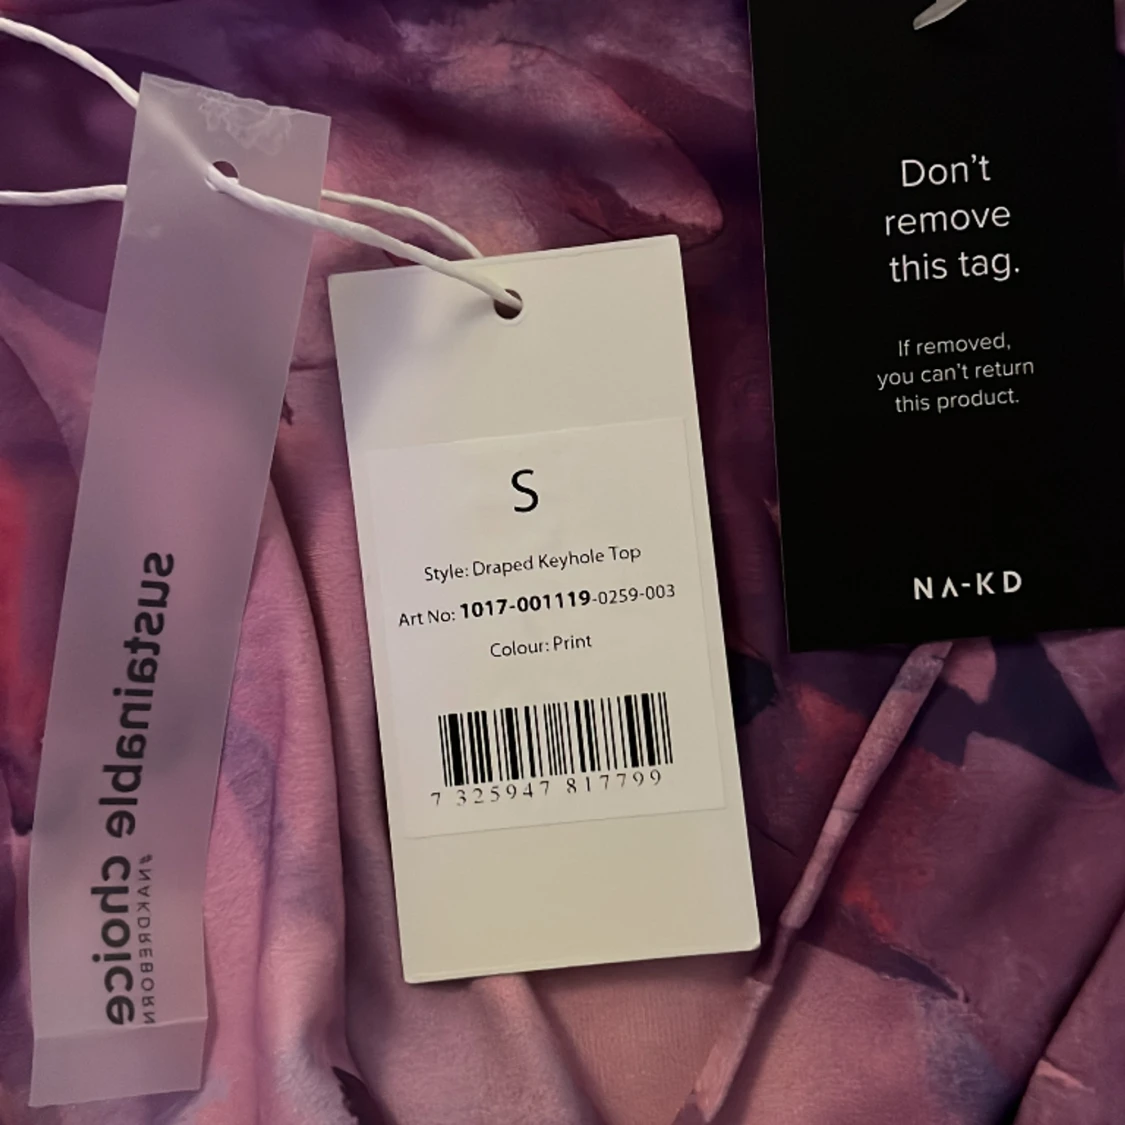 sustainable choice
#NAKDREBORN
S
Style: Draped Keyhole Top
Art No: 1017-001119-0259-003
Colour: Print
7 325947 817799
Don't
remove
this tag.
If removed,
you can't return
this product.
NA-KD